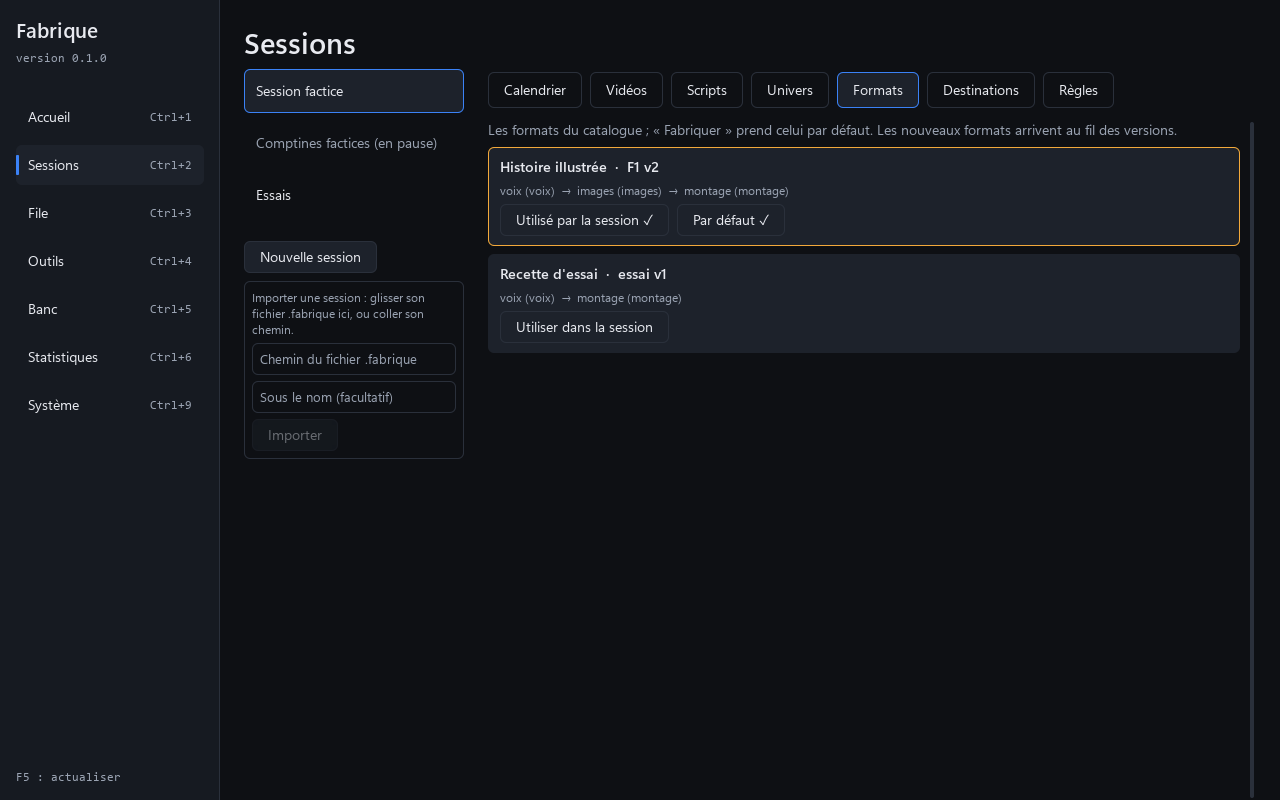 Fabrique
version 0.1.0
Accueil Ctrl+1
Sessions Ctrl+2
File Ctrl+3
Outils Ctrl+4
Banc Ctrl+5
Statistiques Ctrl+6
Système Ctrl+9
F5 : actualiser
Sessions
Session factice
Comptines factices (en pause)
Essais
Nouvelle session
Importer une session : glisser son
fichier .fabrique ici, ou coller son
chemin.
Chemin du fichier .fabrique
Sous le nom (facultatif)
Importer
Calendrier Vidéos Scripts Univers Formats Destinations Règles
Les formats du catalogue ; « Fabriquer » prend celui par défaut. Les nouveaux formats arrivent au fil des versions.
Histoire illustrée · F1 v2
voix (voix) → images (images) → montage (montage)
Utilisé par la session ✓ Par défaut ✓
Recette d'essai · essai v1
voix (voix) → montage (montage)
Utiliser dans la session